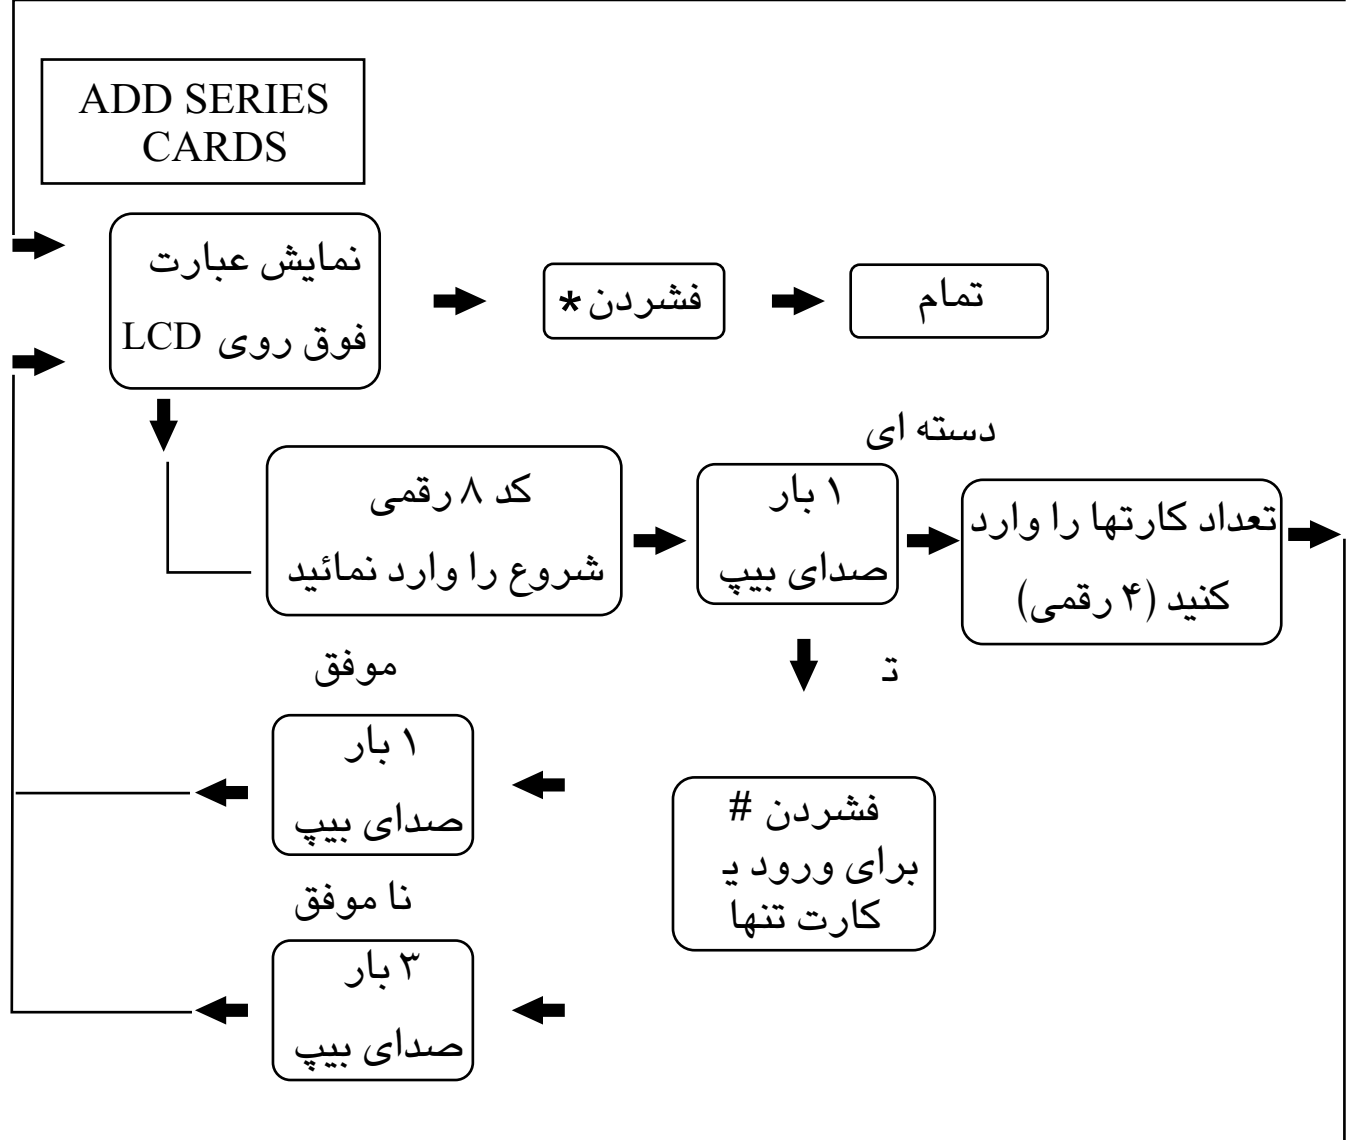 ADD SERIES
CARDS
نمایش عبارت
فوق روی LCD
فشردن *
تمام
دسته ای
کد ۸ رقمی
شروع را وارد نمائید
۱ بار
صدای بیپ
تعداد کارتها را وارد
کنید (۴ رقمی)
تـ
موفق
۱ بار
صدای بیپ
فشردن #
برای ورود یـ
کارت تنها
نا موفق
۳ بار
صدای بیپ